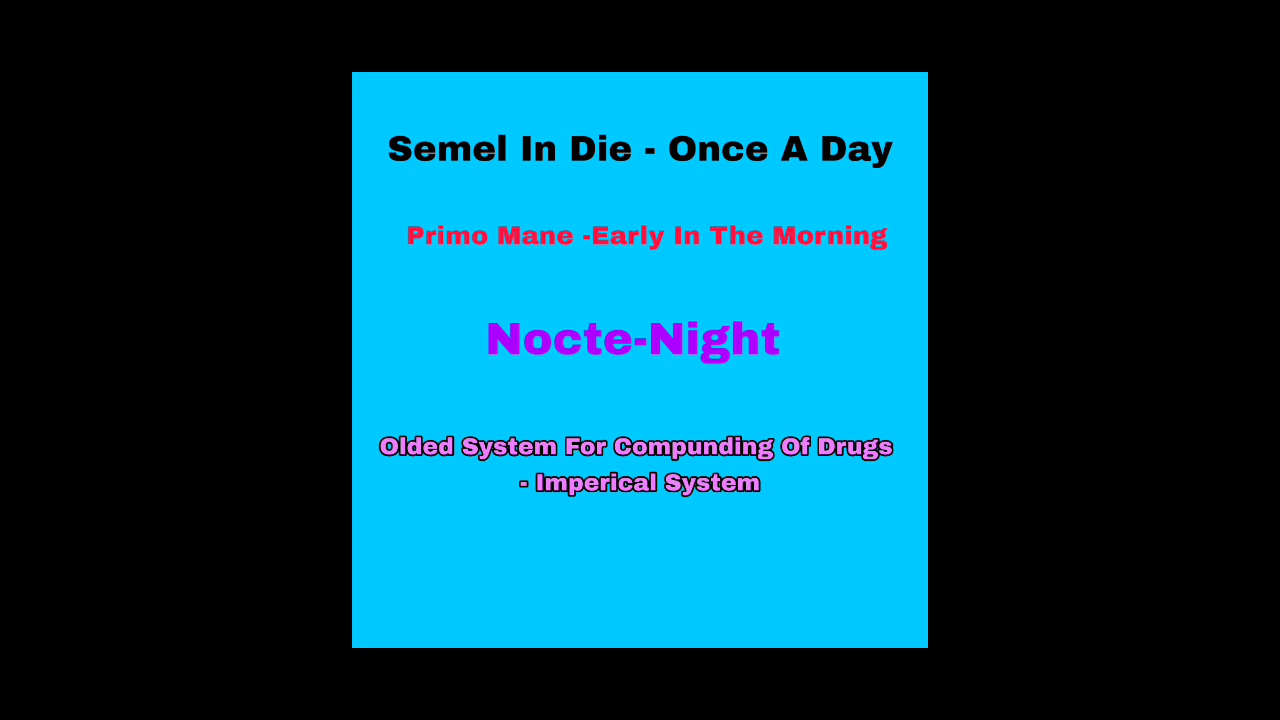 Semel In Die - Once A Day
Primo Mane -Early In The Morning
Nocte-Night
Olded System For Compunding Of Drugs
- Imperical System